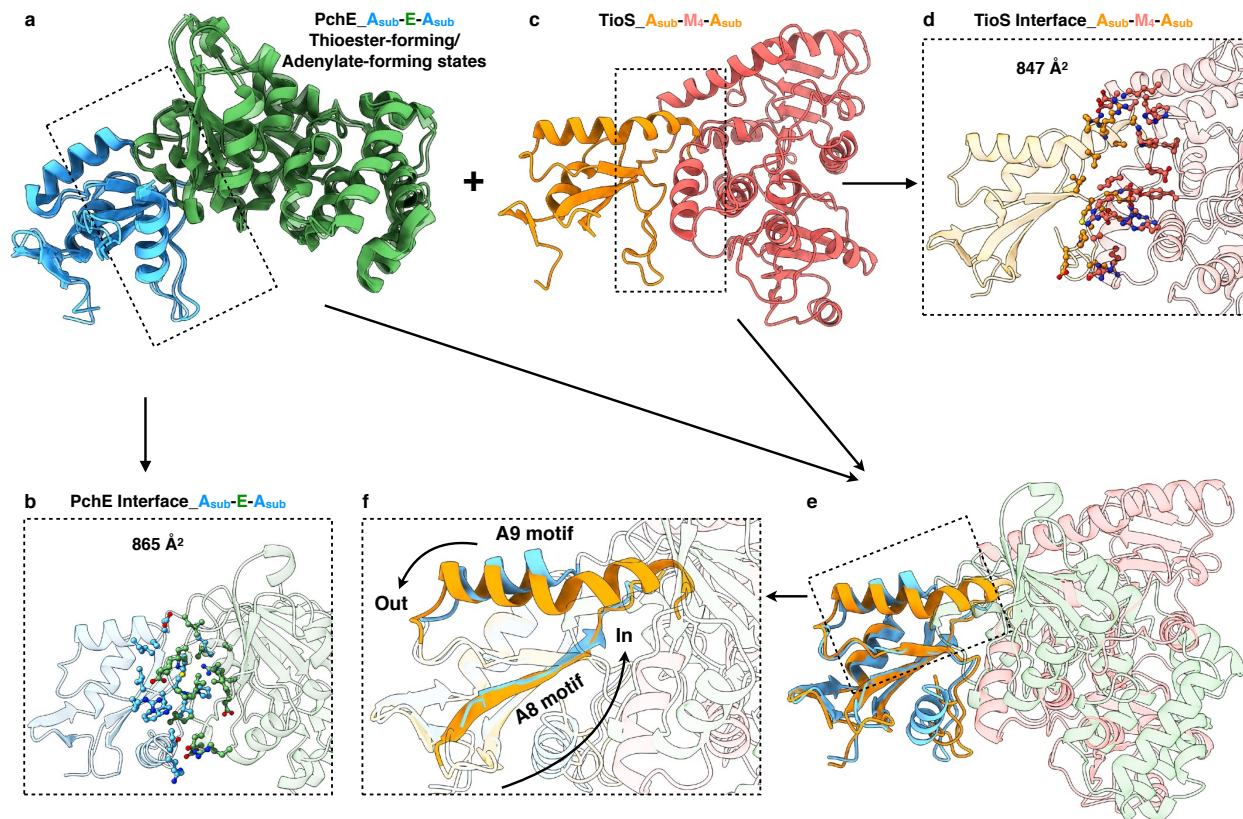 a
PchE_Asub-E-Asub
Thioester-forming/
Adenylate-forming states
+
c
TioS_Asub-M4-Asub
d
TioS Interface_Asub-M4-Asub
847 Å²
b
PchE Interface_Asub-E-Asub
865 Å²
f
A9 motif
Out
In
A8 motif
e